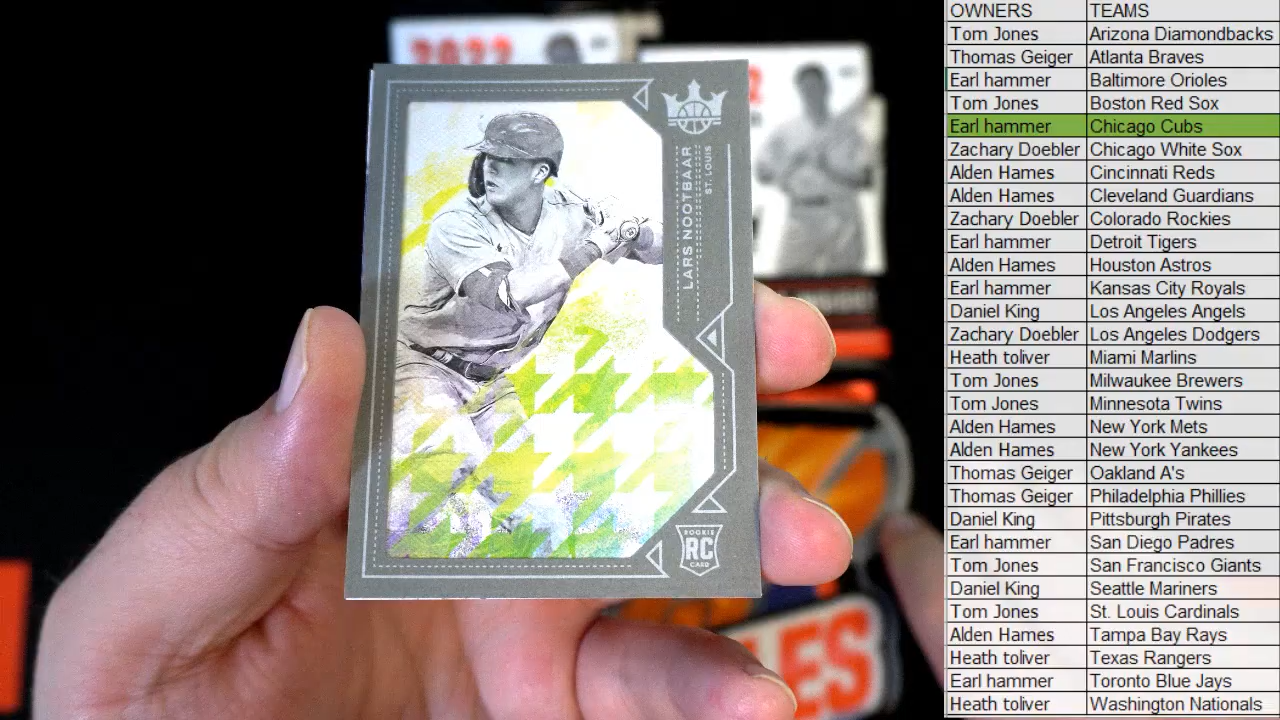 2022
LARS NOOTBAAR
ST. LOUIS
ROOKIE
RC
CARD
LES
OWNERS TEAMS
Tom Jones Arizona Diamondbacks
Thomas Geiger Atlanta Braves
Earl hammer Baltimore Orioles
Tom Jones Boston Red Sox
Earl hammer Chicago Cubs
Zachary Doebler Chicago White Sox
Alden Hames Cincinnati Reds
Alden Hames Cleveland Guardians
Zachary Doebler Colorado Rockies
Earl hammer Detroit Tigers
Alden Hames Houston Astros
Earl hammer Kansas City Royals
Daniel King Los Angeles Angels
Zachary Doebler Los Angeles Dodgers
Heath toliver Miami Marlins
Tom Jones Milwaukee Brewers
Tom Jones Minnesota Twins
Alden Hames New York Mets
Alden Hames New York Yankees
Thomas Geiger Oakland A's
Thomas Geiger Philadelphia Phillies
Daniel King Pittsburgh Pirates
Earl hammer San Diego Padres
Tom Jones San Francisco Giants
Daniel King Seattle Mariners
Tom Jones St. Louis Cardinals
Alden Hames Tampa Bay Rays
Heath toliver Texas Rangers
Earl hammer Toronto Blue Jays
Heath toliver Washington Nationals